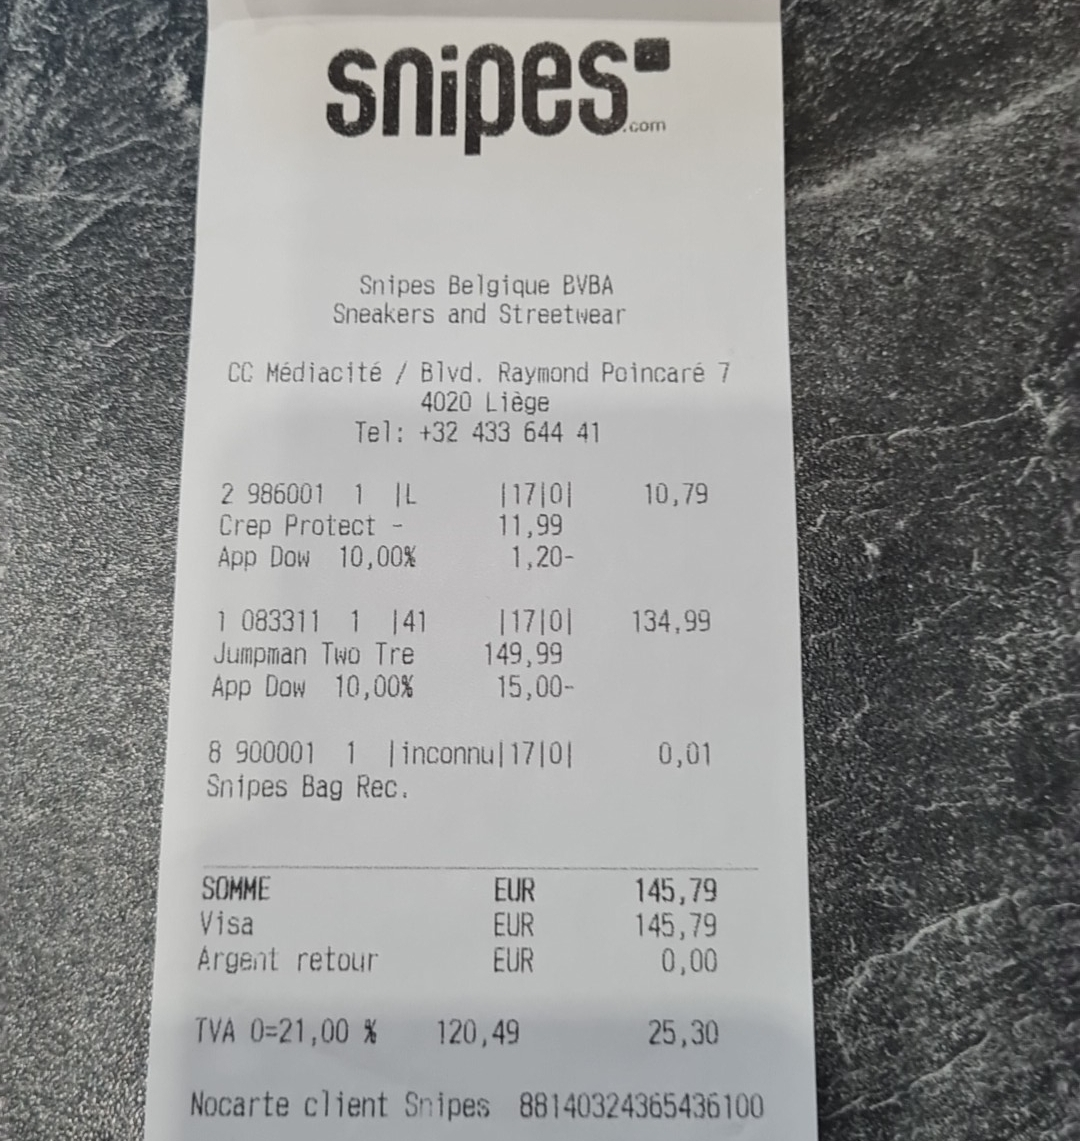 snipes
.com
Snipes Belgique BVBA
Sneakers and Streetwear
CC Médiacité / Blvd. Raymond Poincaré 7
4020 Liège
Tel: +32 433 644 41
2 986001 1 |L |17|0| 10,79
Crep Protect - 11,99
App Dow 10,00% 1,20-
1 083311 1 |41 |17|0| 134,99
Jumpman Two Tre 149,99
App Dow 10,00% 15,00-
8 900001 1 |inconnu|17|0| 0,01
Snipes Bag Rec.
SOMME EUR 145,79
Visa EUR 145,79
Argent retour EUR 0,00
TVA 0=21,00 % 120,49 25,30
Nocarte client Snipes 88140324365436100